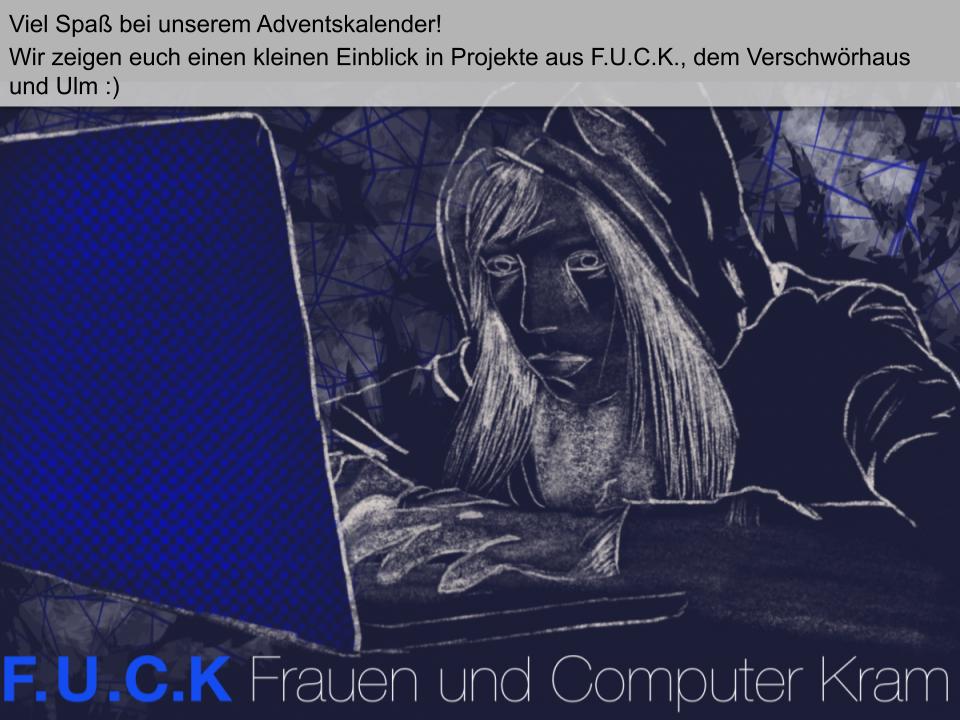 Viel Spaß bei unserem Adventskalender!
Wir zeigen euch einen kleinen Einblick in Projekte aus F.U.C.K., dem Verschwörhaus
und Ulm :)
F.U.C.K Frauen und Computer Kram